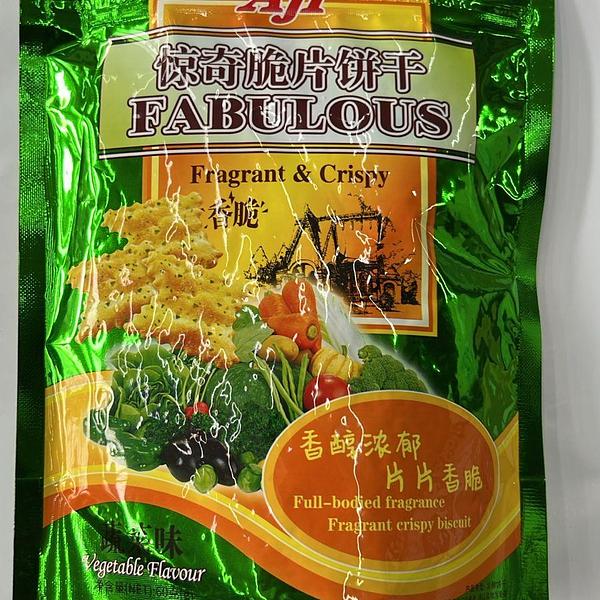 Aji
惊奇脆片饼干
FABULOUS
Fragrant & Crispy
香脆
香醇浓郁
片片香脆
Full-bodied fragrance
Fragrant crispy biscuit
蔬菜味
Vegetable Flavour